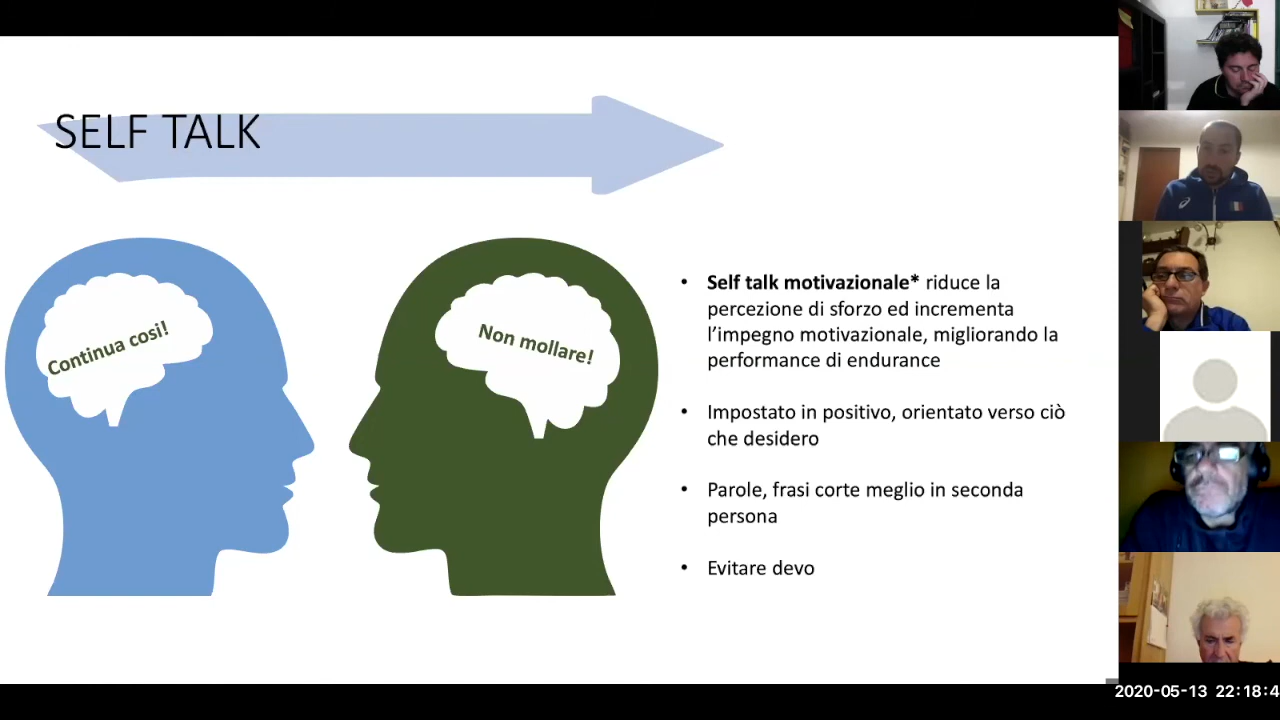 SELF TALK
Continua cosi!
Non mollare!
• Self talk motivazionale* riduce la
percezione di sforzo ed incrementa
l’impegno motivazionale, migliorando la
performance di endurance
• Impostato in positivo, orientato verso ciò
che desidero
• Parole, frasi corte meglio in seconda
persona
• Evitare devo
2020-05-13 22:18:4